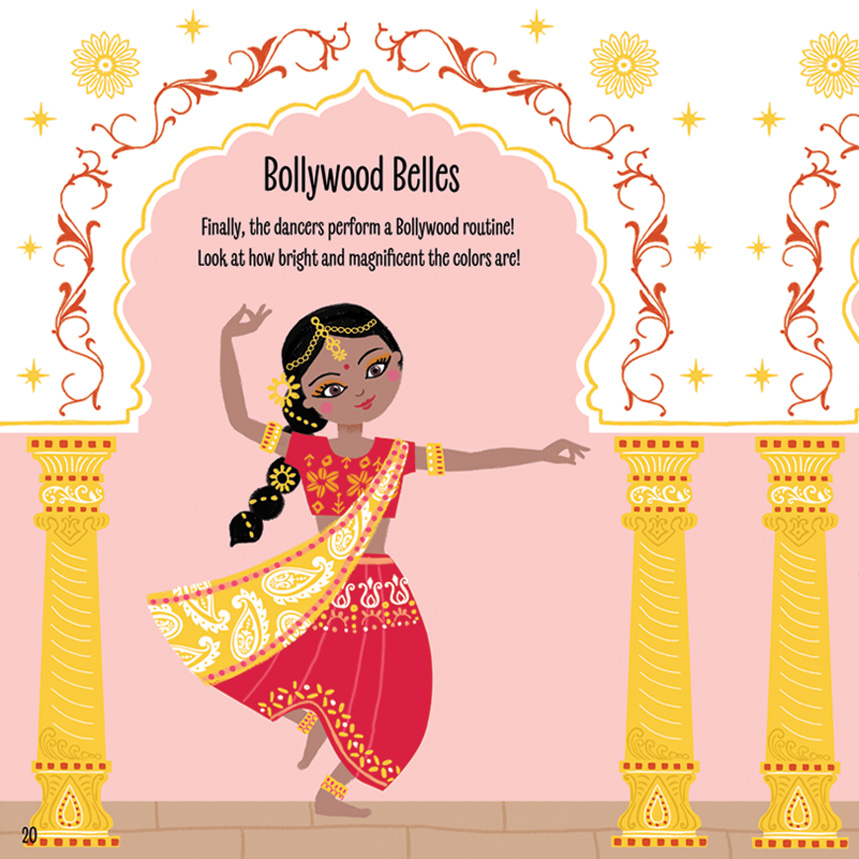 Bollywood Belles
Finally, the dancers perform a Bollywood routine!
Look at how bright and magnificent the colors are!
20